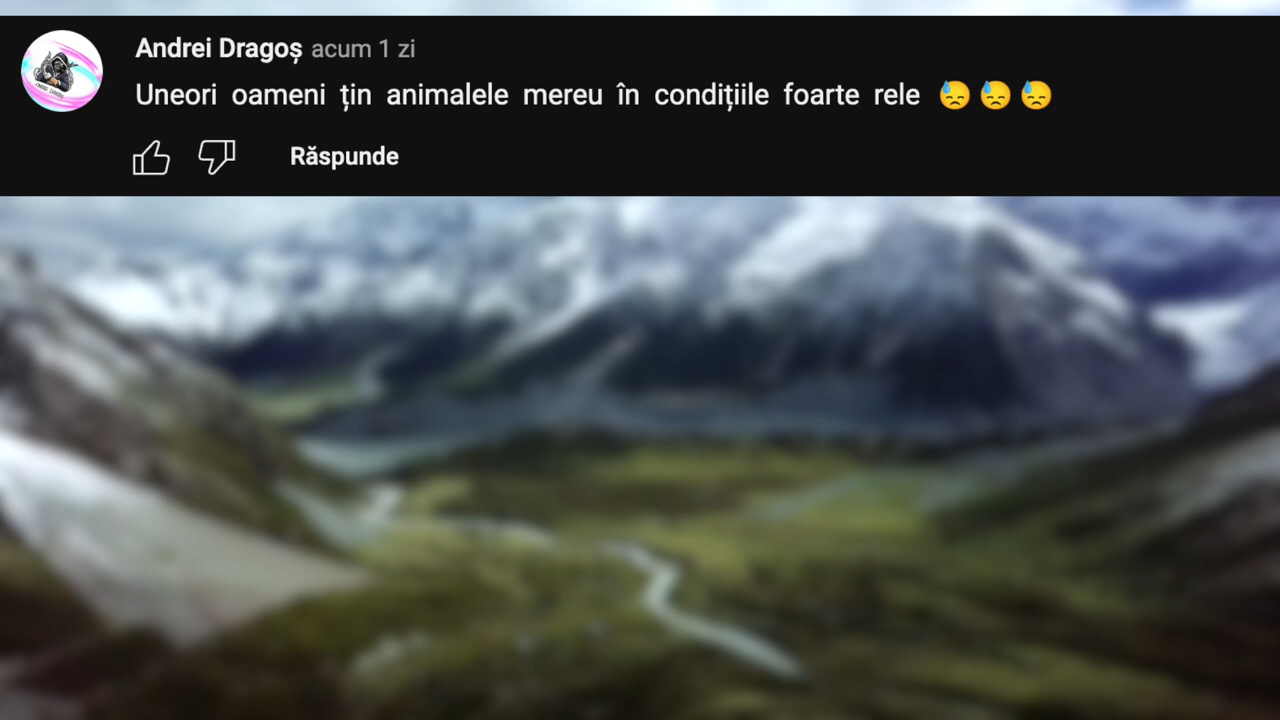 Andrei Dragoș acum 1 zi
Uneori oameni țin animalele mereu în condițiile foarte rele 😓😓😓
Răspunde